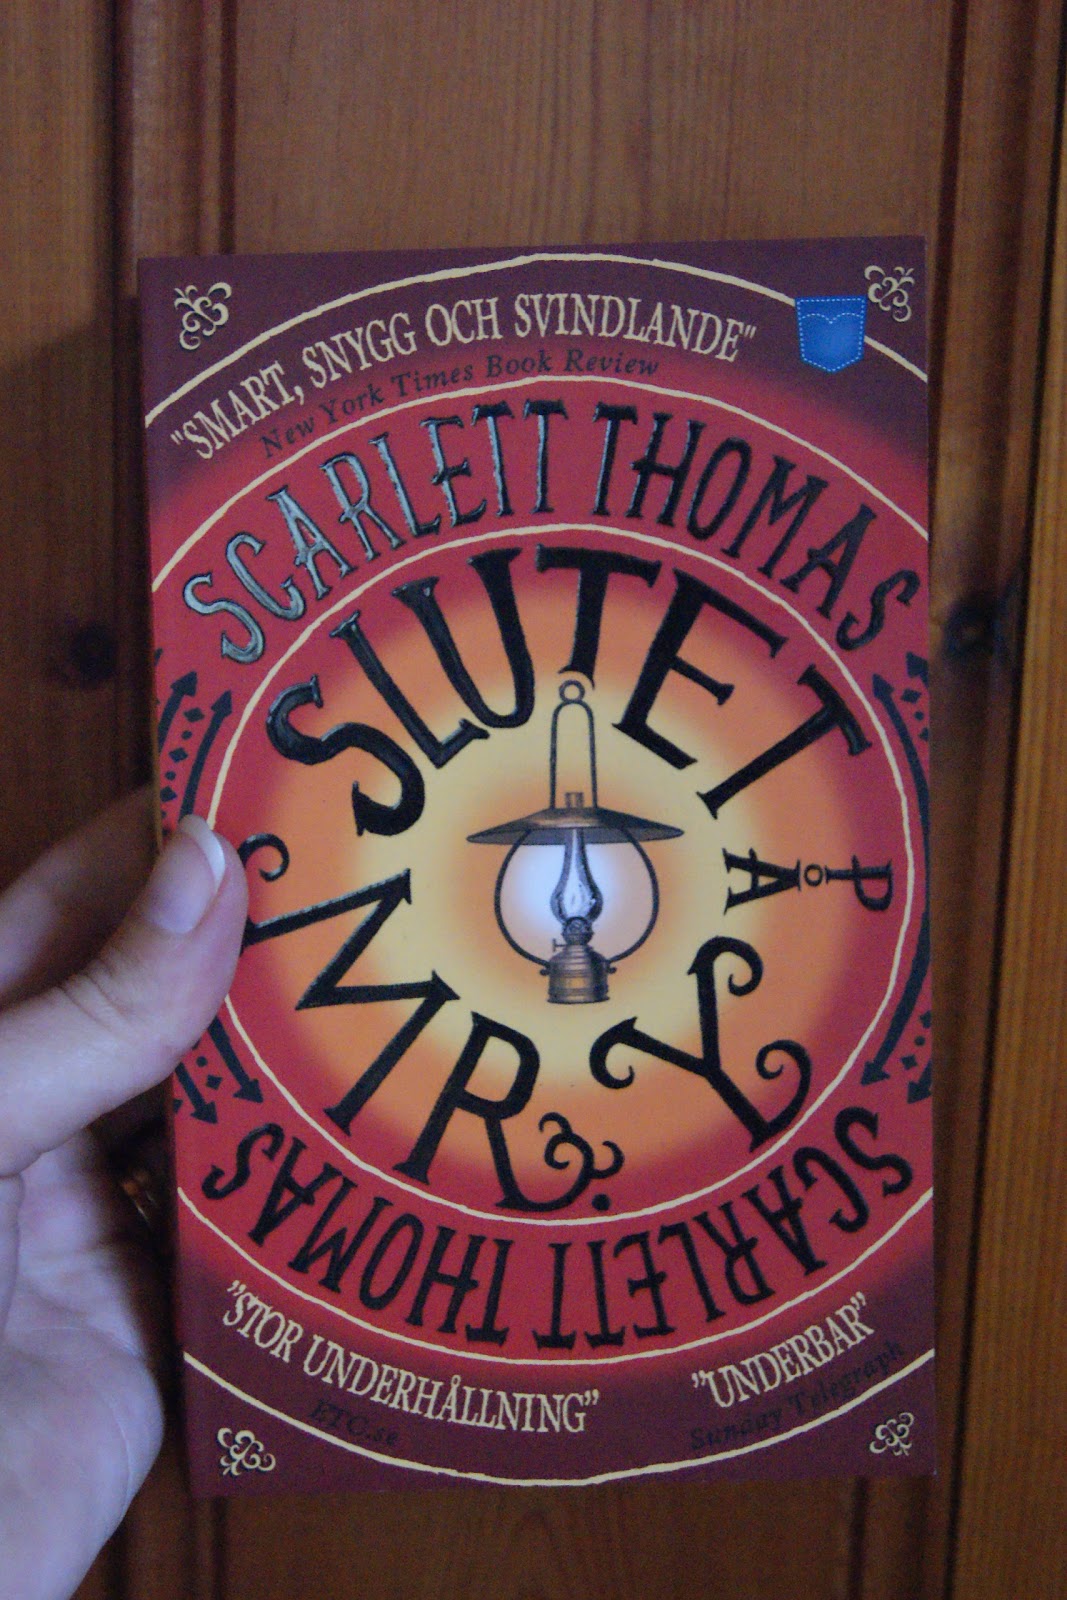 "SMART, SNYGG OCH SVINDLANDE"
New York Times Book Review
SCARLETT THOMAS
SLUTET PÅ MR. Y
SCARLETT THOMAS
"STOR UNDERHÅLLNING"
ETC.se
"UNDERBAR"
Sunday Telegraph